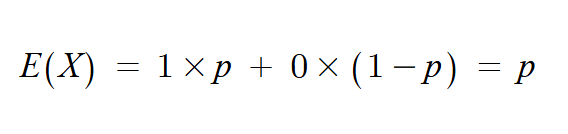 E(X) = 1 × p + 0 × (1 − p) = p